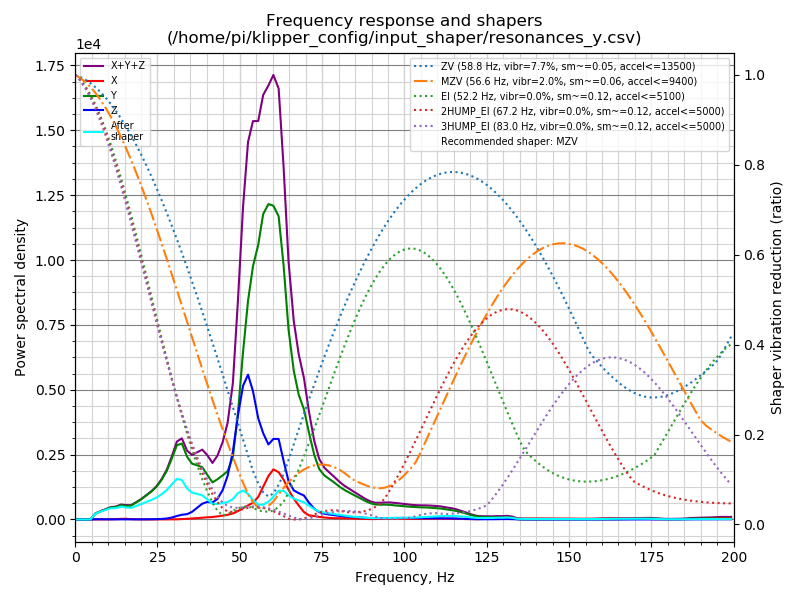 Frequency response and shapers
(/home/pi/klipper_config/input_shaper/resonances_y.csv)
1e4
X+Y+Z
X
Y
Z
After
shaper
ZV (58.8 Hz, vibr=7.7%, sm~=0.05, accel<=13500)
MZV (56.6 Hz, vibr=2.0%, sm~=0.06, accel<=9400)
EI (52.2 Hz, vibr=0.0%, sm~=0.12, accel<=5100)
2HUMP_EI (67.2 Hz, vibr=0.0%, sm~=0.12, accel<=5000)
3HUMP_EI (83.0 Hz, vibr=0.0%, sm~=0.12, accel<=5000)
Recommended shaper: MZV
Power spectral density
1.75
1.50
1.25
1.00
0.75
0.50
0.25
0.00
1.0
0.8
0.6
0.4
0.2
0.0
Shaper vibration reduction (ratio)
0 25 50 75 100 125 150 175 200
Frequency, Hz